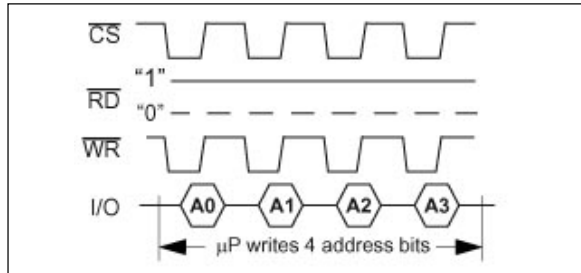 CS
"1"
RD
"0"
WR
I/O A0 A1 A2 A3
μP writes 4 address bits